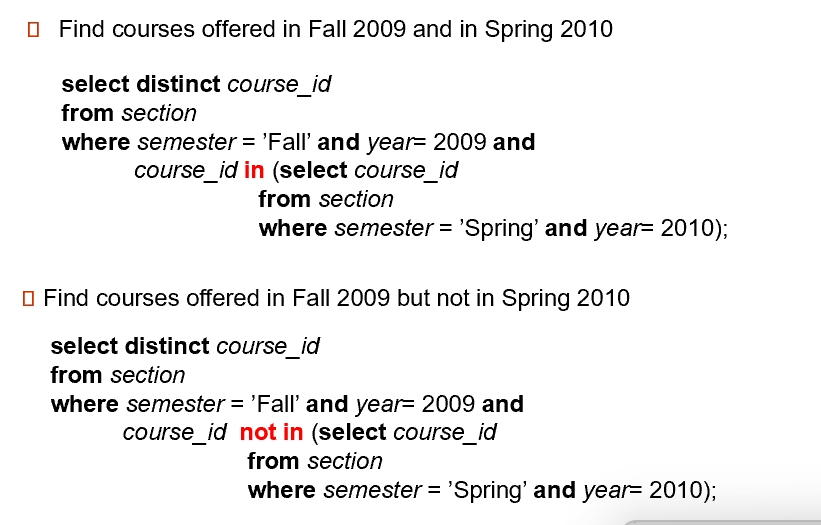 Find courses offered in Fall 2009 and in Spring 2010
select distinct course_id
from section
where semester = ’Fall’ and year= 2009 and
course_id in (select course_id
from section
where semester = ’Spring’ and year= 2010);
Find courses offered in Fall 2009 but not in Spring 2010
select distinct course_id
from section
where semester = ’Fall’ and year= 2009 and
course_id not in (select course_id
from section
where semester = ’Spring’ and year= 2010);